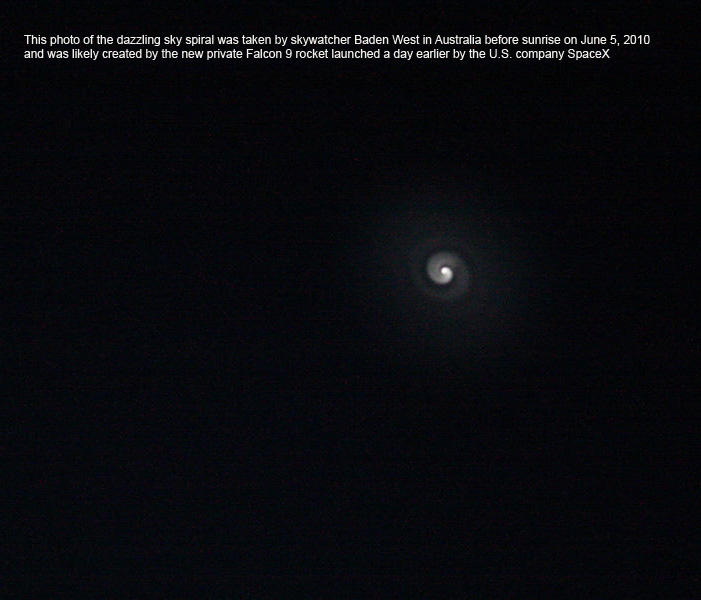 This photo of the dazzling sky spiral was taken by skywatcher Baden West in Australia before sunrise on June 5, 2010
and was likely created by the new private Falcon 9 rocket launched a day earlier by the U.S. company SpaceX